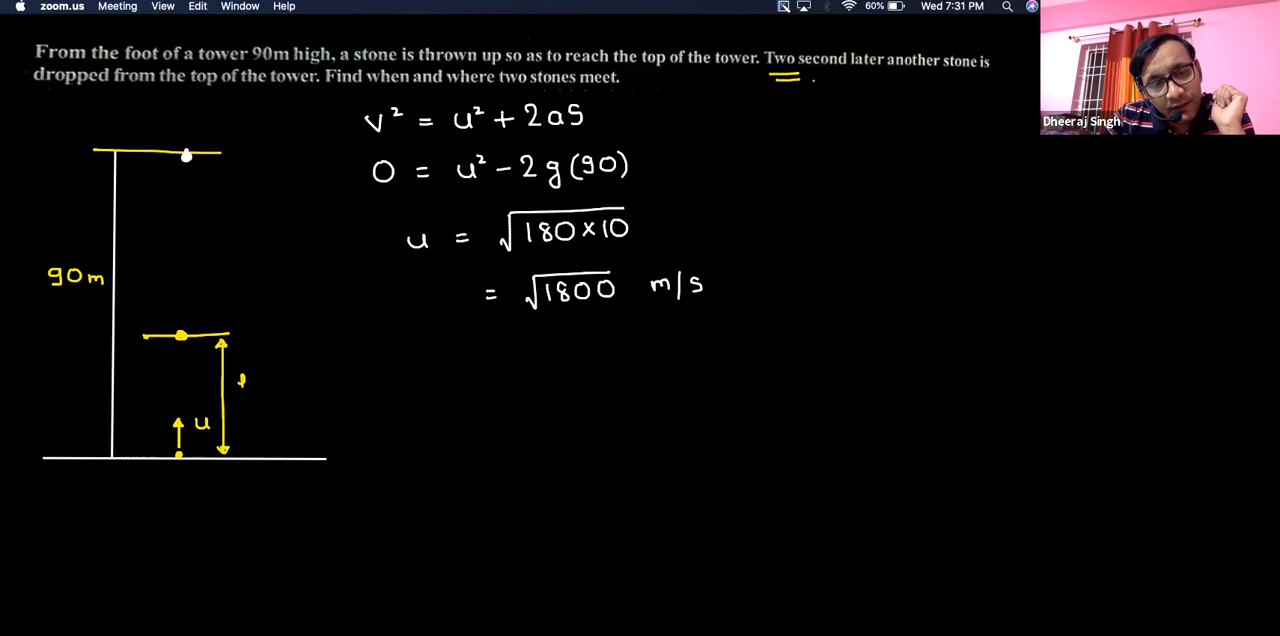 zoom.us Meeting View Edit Window Help 60% Wed 7:31 PM
From the foot of a tower 90m high, a stone is thrown up so as to reach the top of the tower. Two second later another stone is
dropped from the top of the tower. Find when and where two stones meet.
Dheeraj Singh
v² = u² + 2aS
0 = u² - 2g(90)
u = √180×10
= √1800 m/s
90m
u